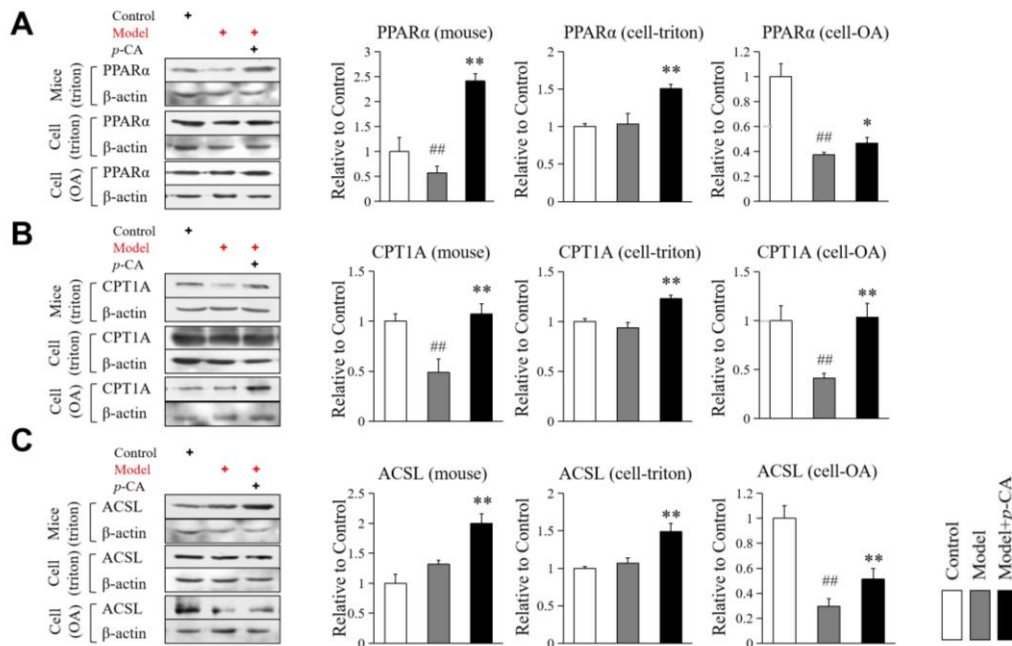 A
Control + 
Model + +
p-CA +
Mice (triton) PPARα
β-actin
Cell (triton) PPARα
β-actin
Cell (OA) PPARα
β-actin
PPARα (mouse)
Relative to Control
3
2.5
2
1.5
1
0.5
0
##
**
PPARα (cell-triton)
Relative to Control
2
1.5
1
0.5
0
**
PPARα (cell-OA)
Relative to Control
1.2
1
0.8
0.6
0.4
0.2
0
##
*
B
Control +
Model + +
p-CA +
Mice (triton) CPT1A
β-actin
Cell (triton) CPT1A
β-actin
Cell (OA) CPT1A
β-actin
CPT1A (mouse)
Relative to Control
1.5
1
0.5
0
##
**
CPT1A (cell-triton)
Relative to Control
1.5
1
0.5
0
**
CPT1A (cell-OA)
Relative to Control
1.5
1
0.5
0
##
**
C
Control +
Model + +
p-CA +
Mice (triton) ACSL
β-actin
Cell (triton) ACSL
β-actin
Cell (OA) ACSL
β-actin
ACSL (mouse)
Relative to Control
2.5
2
1.5
1
0.5
0
**
ACSL (cell-triton)
Relative to Control
2
1.5
1
0.5
0
**
ACSL (cell-OA)
Relative to Control
1.2
1
0.8
0.6
0.4
0.2
0
##
**
Control
Model
Model+p-CA